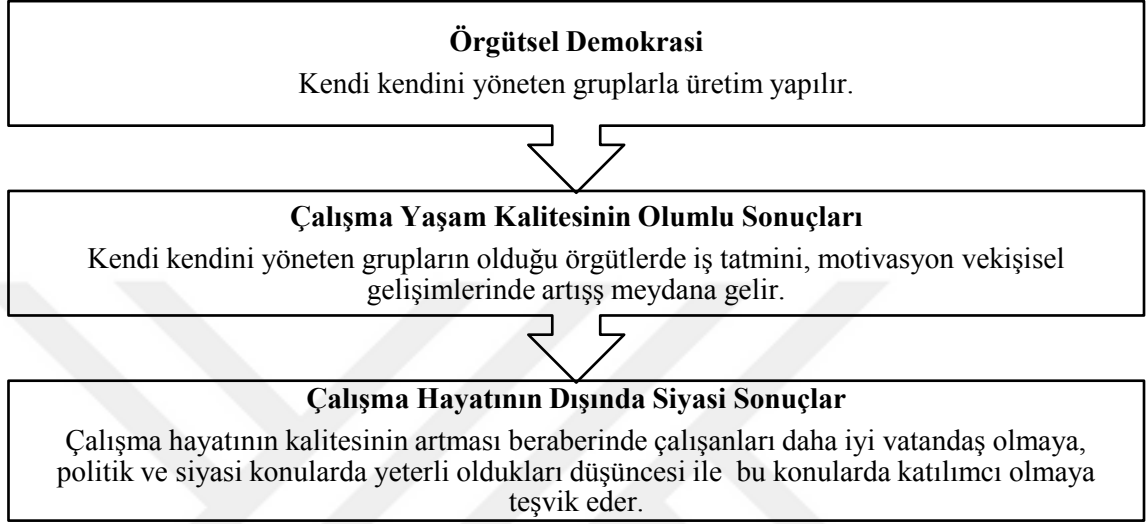 Örgütsel Demokrasi
Kendi kendini yöneten gruplarla üretim yapılır.
Çalışma Yaşam Kalitesinin Olumlu Sonuçları
Kendi kendini yöneten grupların olduğu örgütlerde iş tatmini, motivasyon vekişisel
gelişimlerinde artışş meydana gelir.
Çalışma Hayatının Dışında Siyasi Sonuçlar
Çalışma hayatının kalitesinin artması beraberinde çalışanları daha iyi vatandaş olmaya,
politik ve siyasi konularda yeterli oldukları düşüncesi ile  bu konularda katılımcı olmaya
teşvik eder.